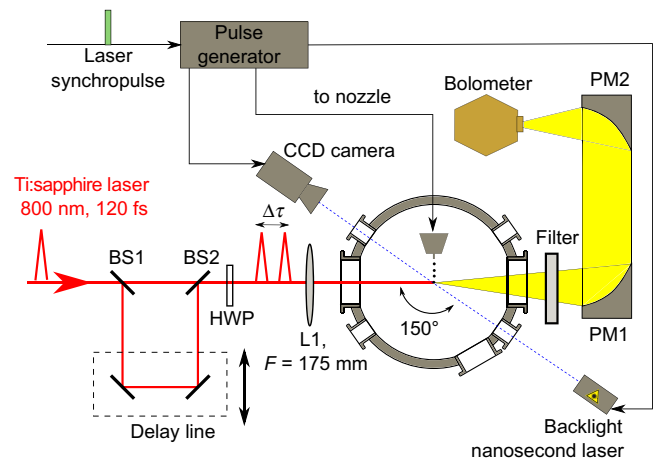 Laser
synchropulse
Pulse
generator
to nozzle
Bolometer
PM2
CCD camera
Ti:sapphire laser
800 nm, 120 fs
Δτ
BS1
BS2
HWP
L1,
F = 175 mm
150°
Filter
PM1
Delay line
Backlight
nanosecond laser